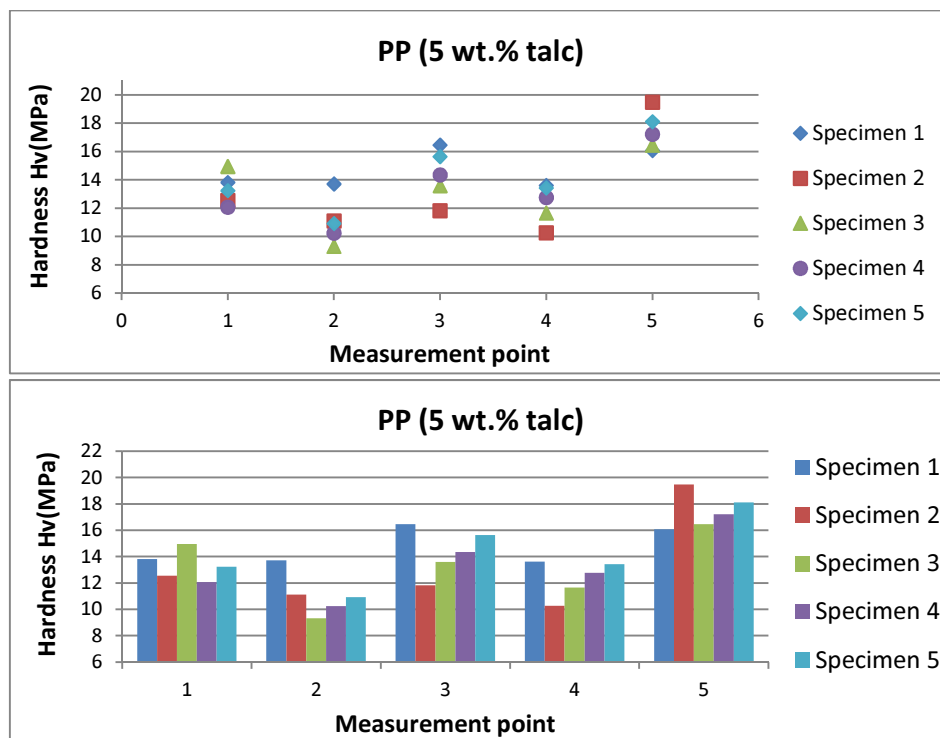 PP (5 wt.% talc)
Hardness Hv(MPa)
20
18
16
14
12
10
8
6
0 1 2 3 4 5 6
Measurement point
Specimen 1
Specimen 2
Specimen 3
Specimen 4
Specimen 5
PP (5 wt.% talc)
Hardness Hv(MPa)
22
20
18
16
14
12
10
8
6
1 2 3 4 5
Measurement point
Specimen 1
Specimen 2
Specimen 3
Specimen 4
Specimen 5